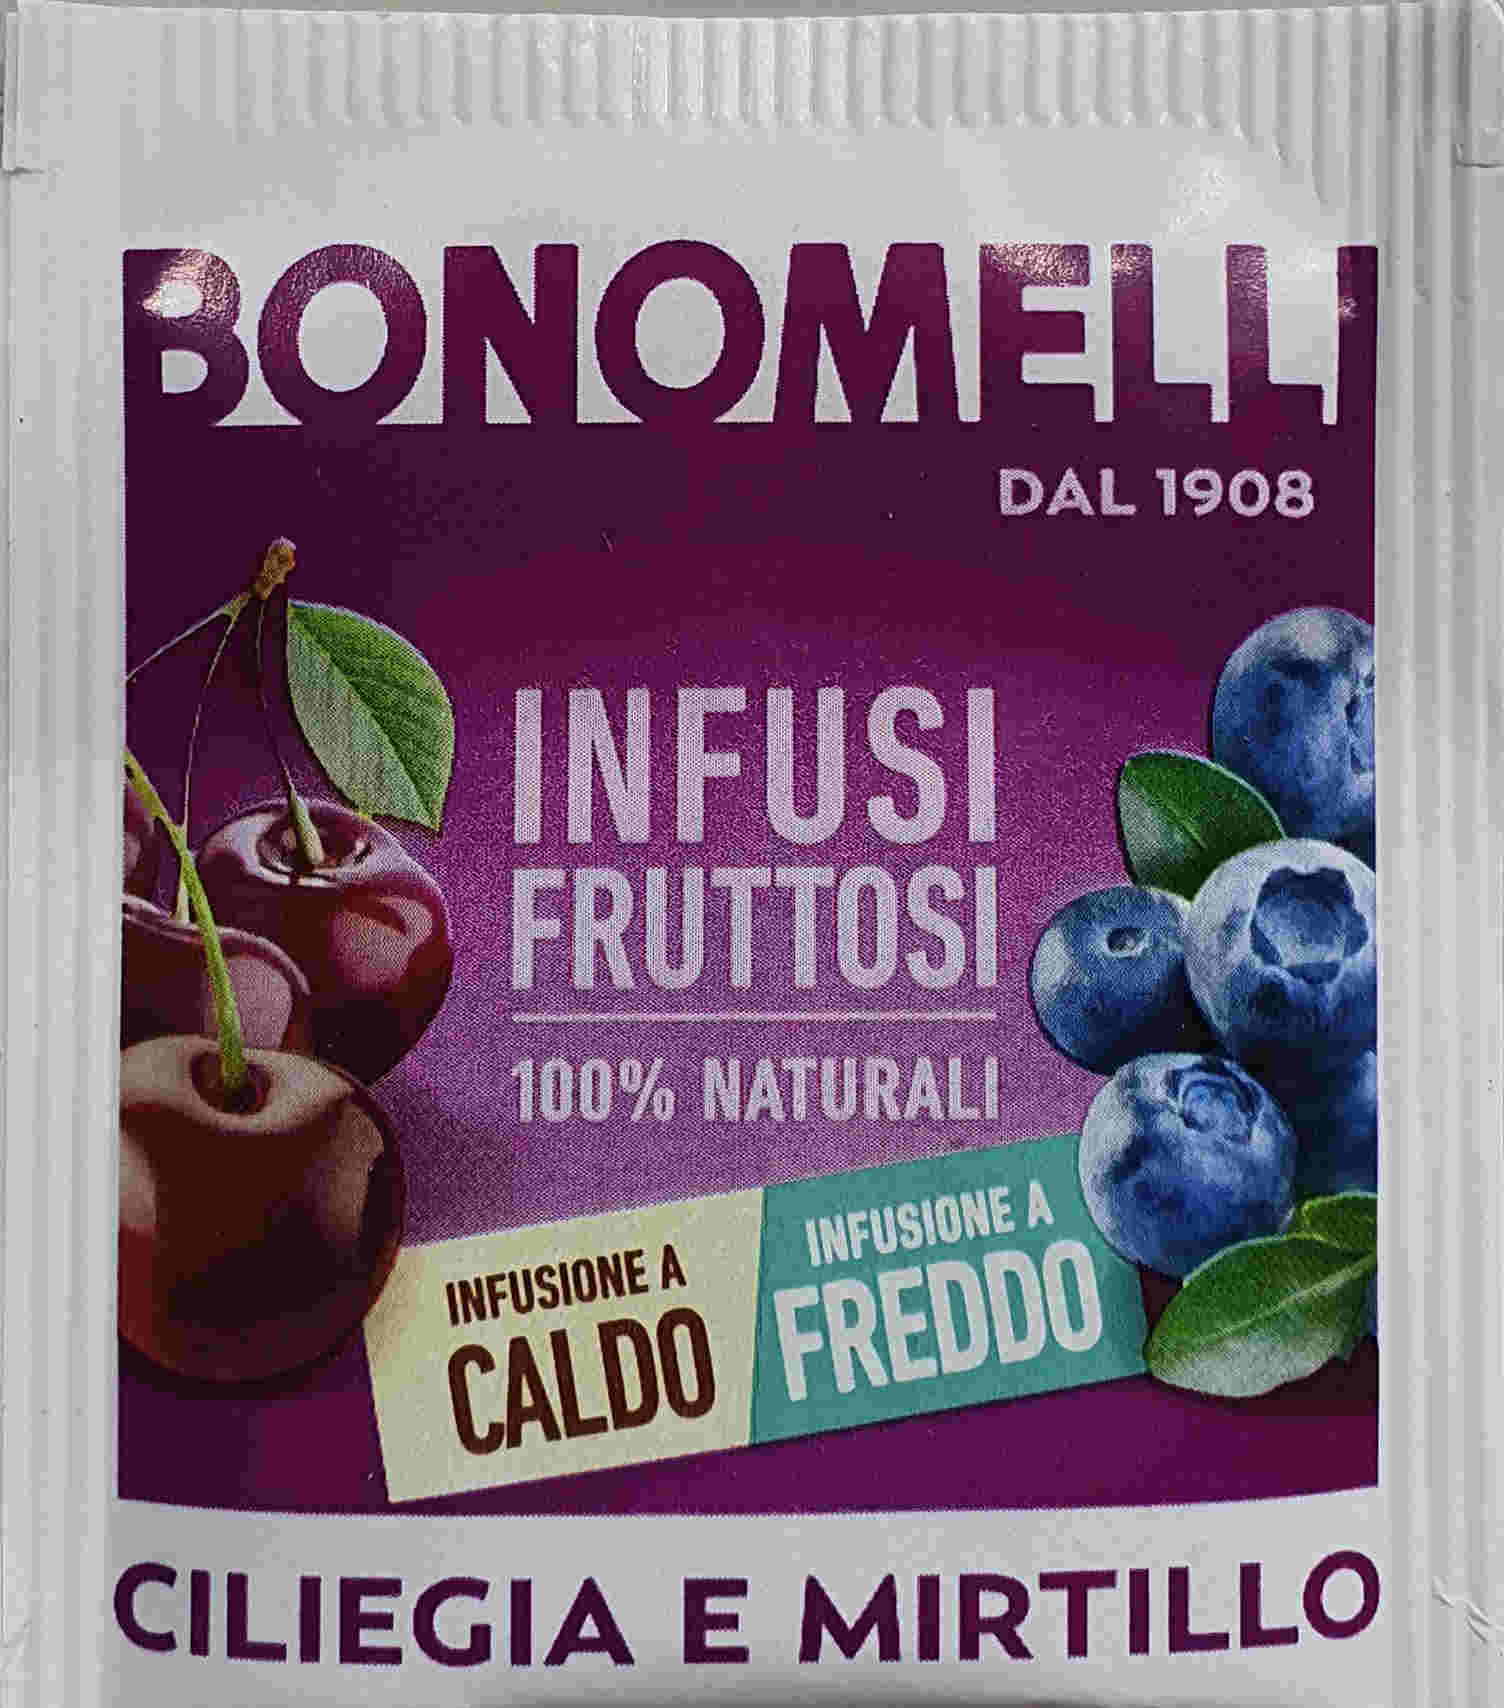 BONOMELLI
DAL 1908
INFUSI
FRUTTOSI
100% NATURALI
INFUSIONE A
CALDO
INFUSIONE A
FREDDO
CILIEGIA E MIRTILLO